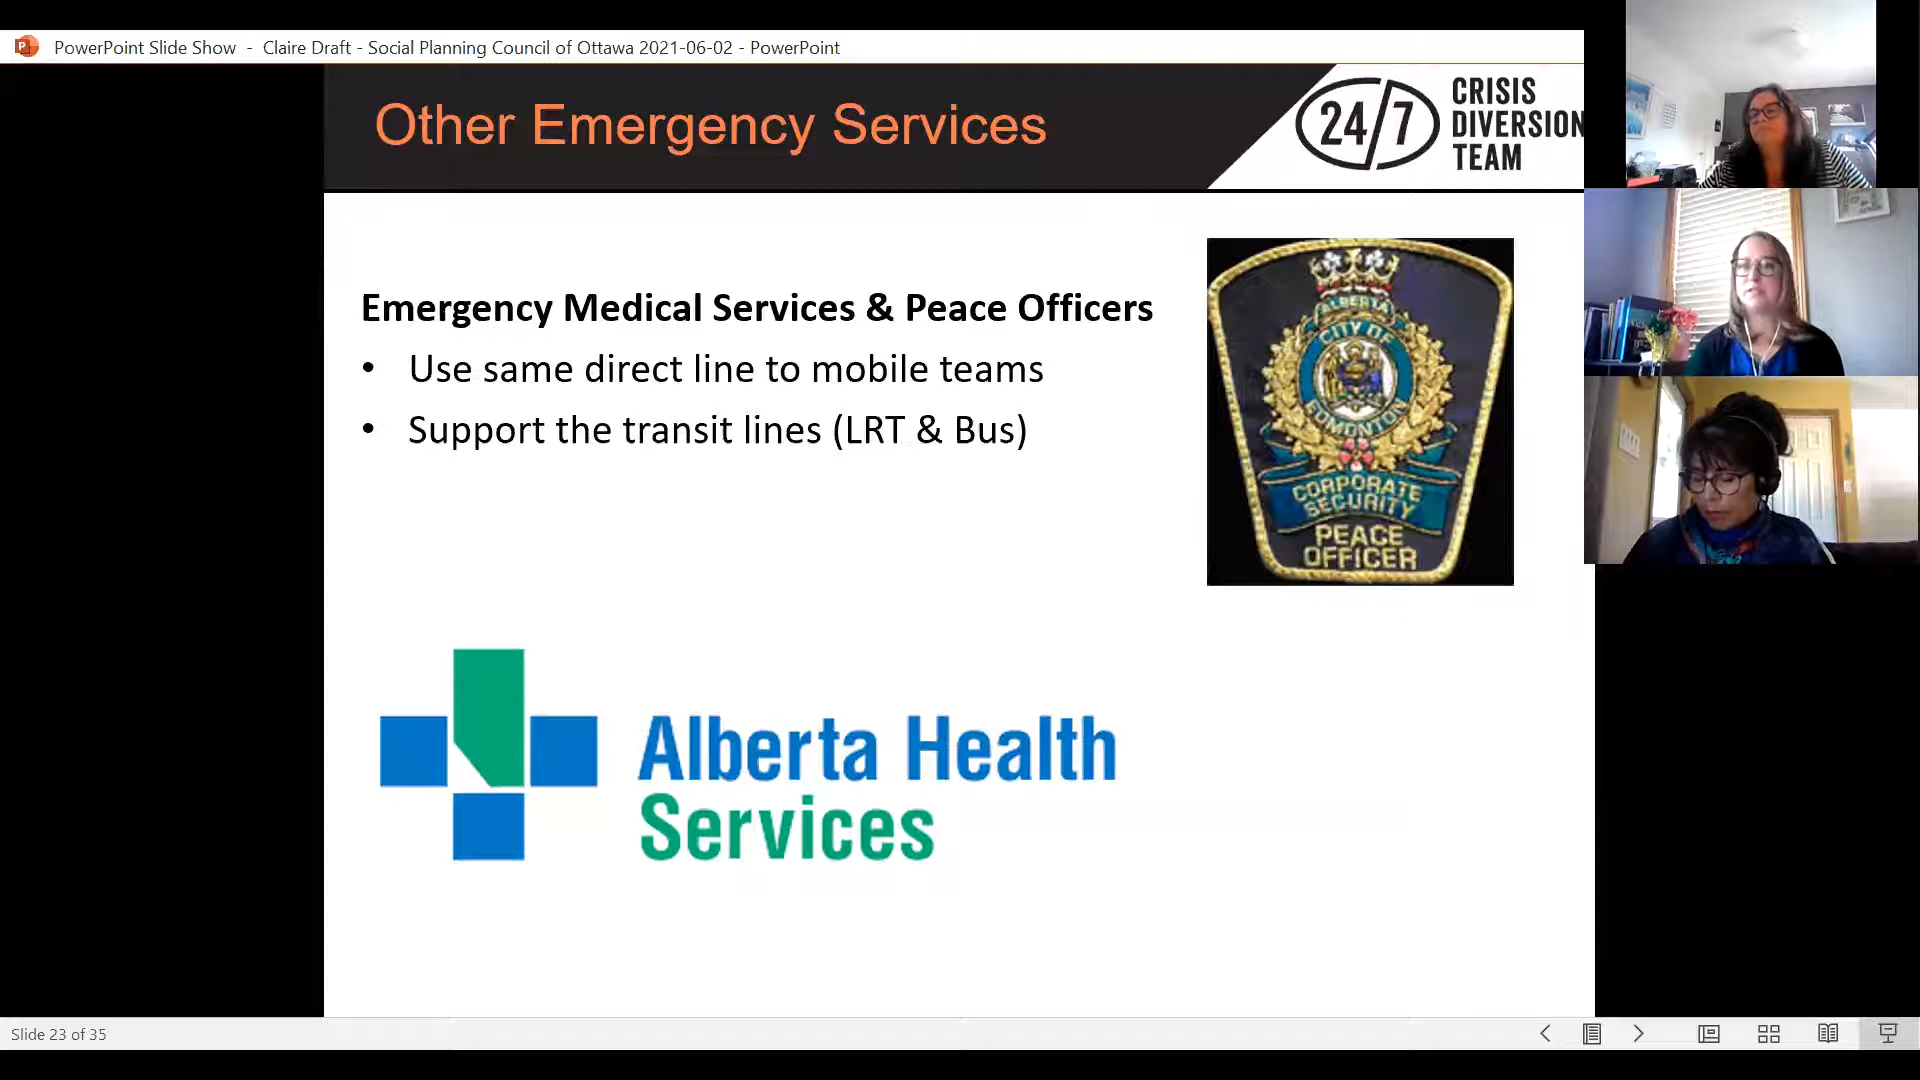 PowerPoint Slide Show - Claire Draft - Social Planning Council of Ottawa 2021-06-02 - PowerPoint
Other Emergency Services
24/7
CRISIS
DIVERSION
TEAM
Emergency Medical Services & Peace Officers
• Use same direct line to mobile teams
• Support the transit lines (LRT & Bus)
ALBERTA
CITY OF
EDMONTON
CORPORATE
SECURITY
PEACE
OFFICER
Alberta Health
Services
Slide 23 of 35